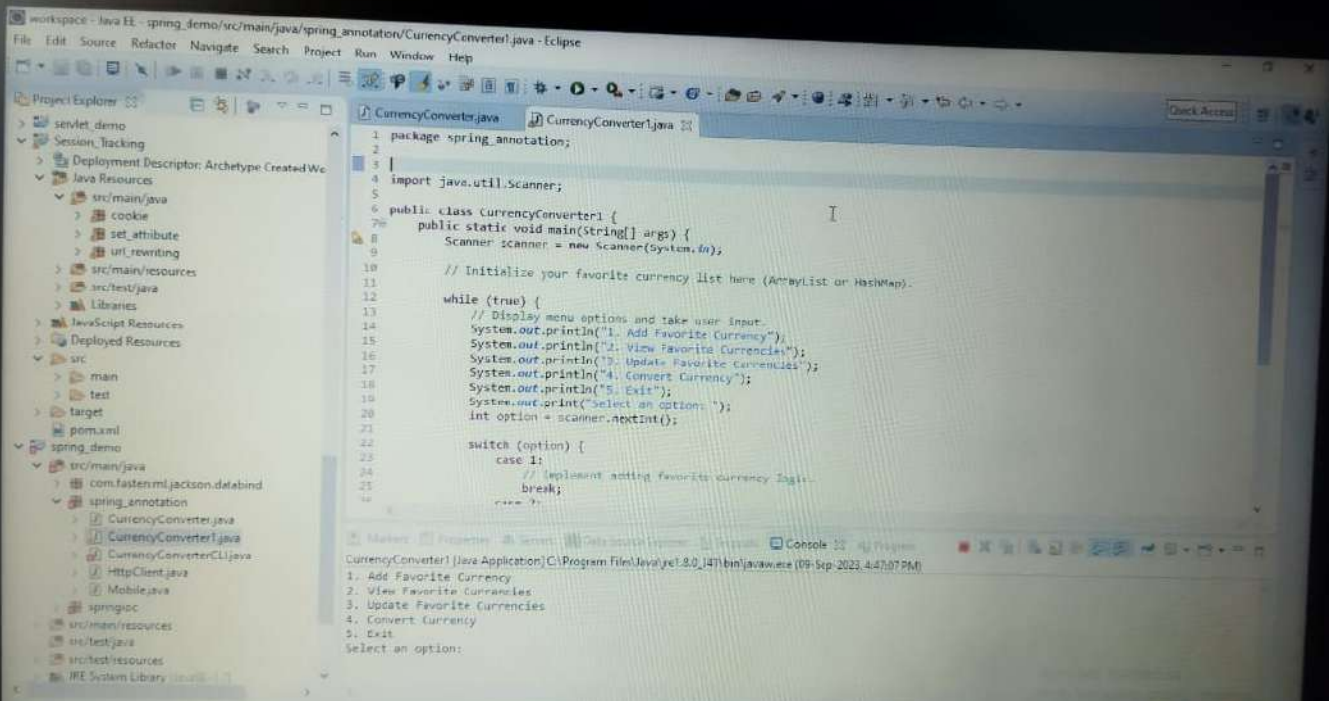 workspace - Java EE - spring_demo/src/main/java/spring_annotation/CurrencyConverter1.java - Eclipse
File Edit Source Refactor Navigate Search Project Run Window Help
Quick Access
Project Explorer
servlet_demo
Session_Tracking
Deployment Descriptor: Archetype Created We
Java Resources
src/main/java
cookie
set_attribute
url_rewriting
src/main/resources
src/test/java
Libraries
JavaScript Resources
Deployed Resources
src
main
test
target
pom.xml
spring_demo
src/main/java
com.fasten.ml.jackson.databind
spring_annotation
CurrencyConverter.java
CurrencyConverter1.java
CurrencyConverterCLI.java
HttpClient.java
Mobile.java
springioc
src/main/resources
src/test/java
src/test/resources
JRE System Library
CurrencyConverter.java CurrencyConverter1.java
1 package spring_annotation;
2
3
4 import java.util.Scanner;
5
6 public class CurrencyConverter1 {
7 public static void main(String[] args) {
8 Scanner scanner = new Scanner(System.in);
9
10 // Initialize your favorite currency list here (ArrayList or HashMap).
11
12 while (true) {
13 // Display menu options and take user input.
14 System.out.println("1. Add Favorite Currency");
15 System.out.println("2. View Favorite Currencies");
16 System.out.println("3. Update Favorite Currencies");
17 System.out.println("4. Convert Currency");
18 System.out.println("5. Exit");
19 System.out.print("Select an option: ");
20 int option = scanner.nextInt();
21
22 switch (option) {
23 case 1:
24 // Implement adding favorite currency logic.
25 break;
Markers Properties Servers Data Source Explorer Console Progress
CurrencyConverter1 [Java Application] C:\Program Files\Java\jre1.8.0_341\bin\javaw.exe (09-Sep-2023, 4:47:07 PM)
1. Add Favorite Currency
2. View Favorite Currencies
3. Update Favorite Currencies
4. Convert Currency
5. Exit
Select an option: